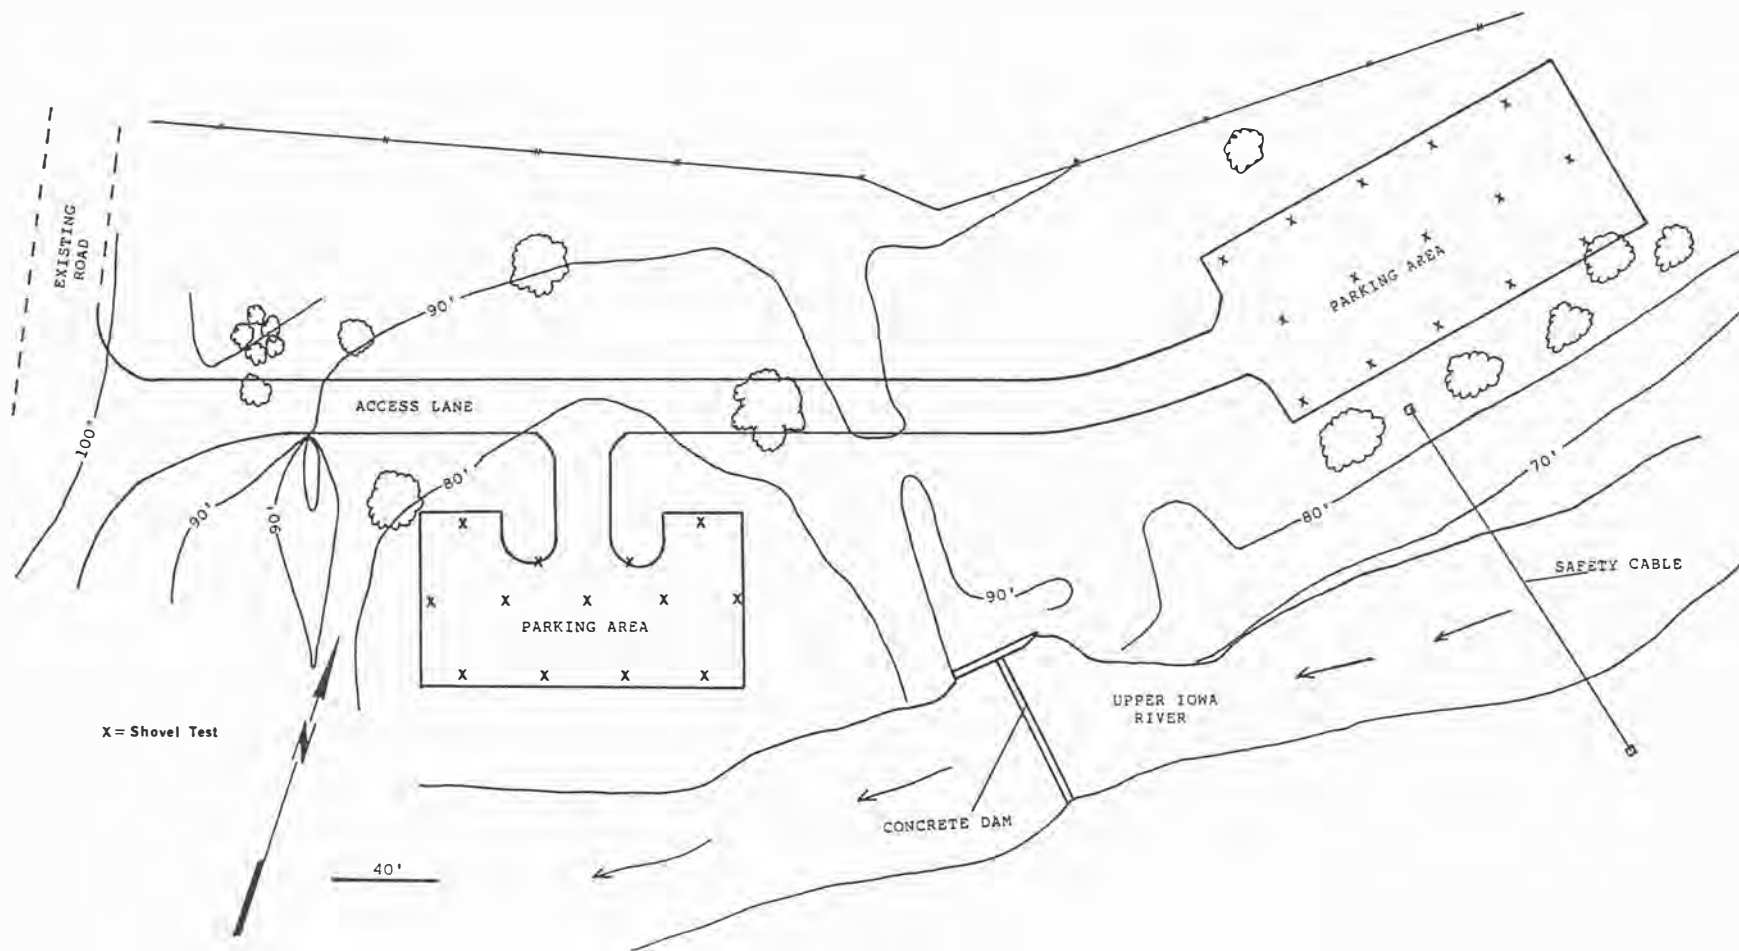 EXISTING
ROAD
90'
PARKING AREA
ACCESS LANE
100'
80'
90'
90'
70'
80'
SAFETY CABLE
90'
PARKING AREA
UPPER IOWA
RIVER
X = Shovel Test
CONCRETE DAM
40'